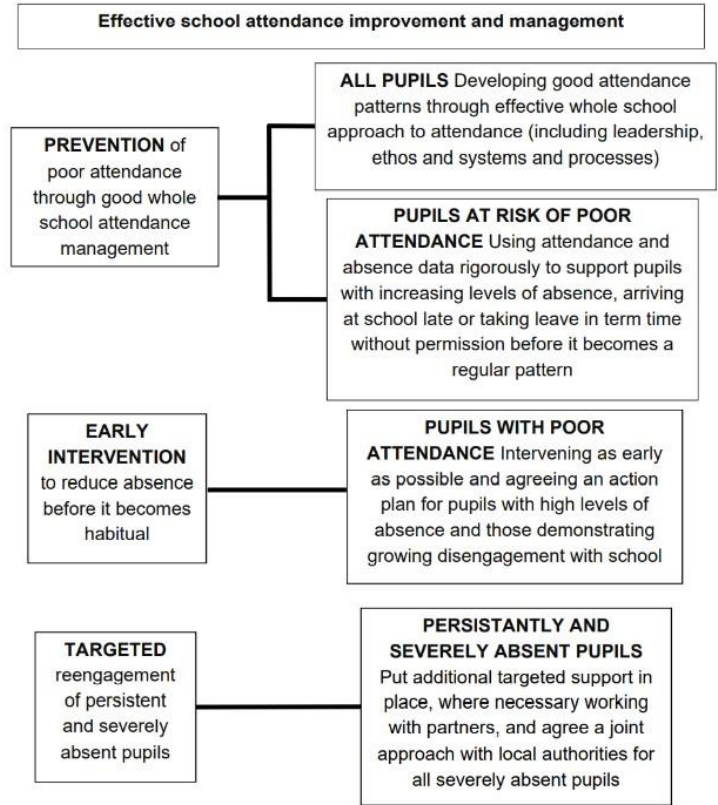 Effective school attendance improvement and management
PREVENTION of
poor attendance
through good whole
school attendance
management
ALL PUPILS Developing good attendance
patterns through effective whole school
approach to attendance (including leadership,
ethos and systems and processes)
PUPILS AT RISK OF POOR
ATTENDANCE Using attendance and
absence data rigorously to support pupils
with increasing levels of absence, arriving
at school late or taking leave in term time
without permission before it becomes a
regular pattern
EARLY
INTERVENTION
to reduce absence
before it becomes
habitual
PUPILS WITH POOR
ATTENDANCE Intervening as early
as possible and agreeing an action
plan for pupils with high levels of
absence and those demonstrating
growing disengagement with school
TARGETED
reengagement
of persistent
and severely
absent pupils
PERSISTANTLY AND
SEVERELY ABSENT PUPILS
Put additional targeted support in
place, where necessary working
with partners, and agree a joint
approach with local authorities for
all severely absent pupils